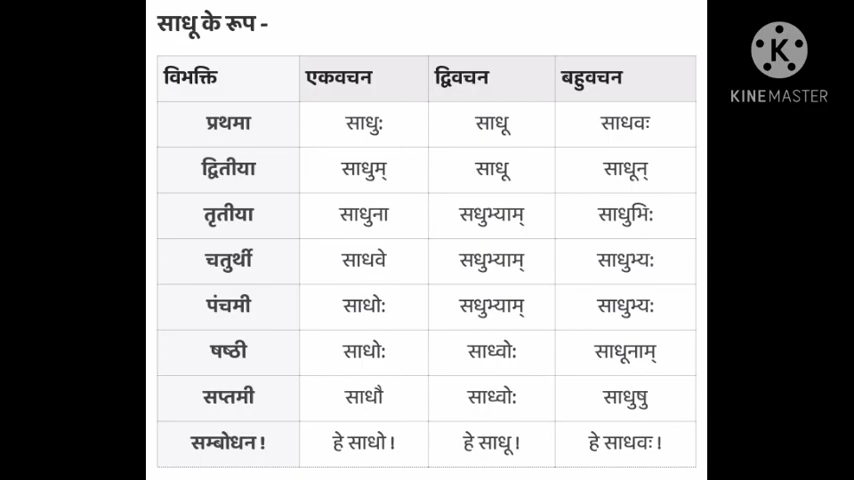 साधू के रूप -
विभक्ति एकवचन द्विवचन बहुवचन
प्रथमा साधु: साधू साधवः
द्वितीया साधुम् साधू साधून्
तृतीया साधुना सधुभ्याम् साधुभि:
चतुर्थी साधवे सधुभ्याम् साधुभ्य:
पंचमी साधो: सधुभ्याम् साधुभ्य:
षष्ठी साधो: साध्वो: साधूनाम्
सप्तमी साधौ साध्वो: साधुषु
सम्बोधन ! हे साधो ! हे साधू ! हे साधवः !
KINEMASTER